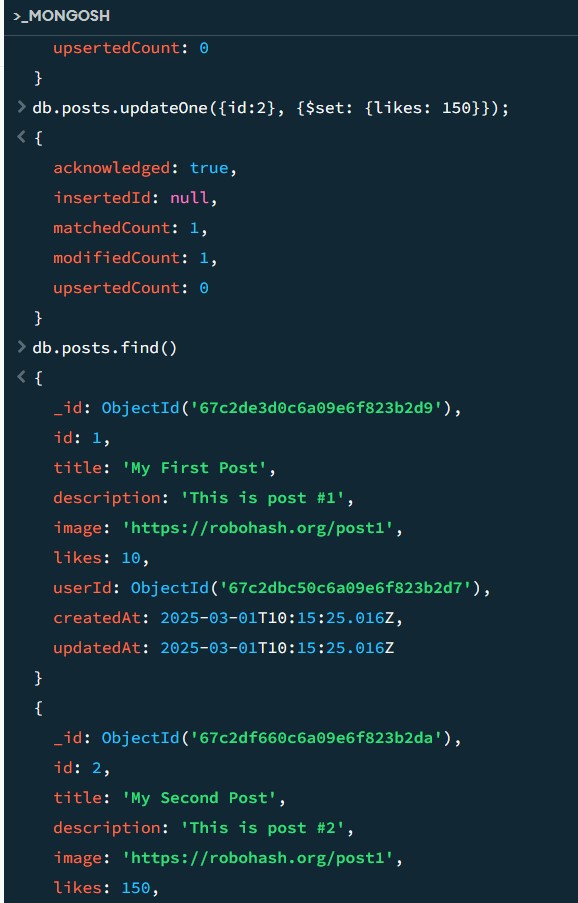 >_MONGOSH
upsertedCount: 0
}
> db.posts.updateOne({id:2}, {$set: {likes: 150}});
< {
acknowledged: true,
insertedId: null,
matchedCount: 1,
modifiedCount: 1,
upsertedCount: 0
}
> db.posts.find()
< {
_id: ObjectId('67c2de3d0c6a09e6f823b2d9'),
id: 1,
title: 'My First Post',
description: 'This is post #1',
image: 'https://robohash.org/post1',
likes: 10,
userId: ObjectId('67c2dbc50c6a09e6f823b2d7'),
createdAt: 2025-03-01T10:15:25.016Z,
updatedAt: 2025-03-01T10:15:25.016Z
}
{
_id: ObjectId('67c2df660c6a09e6f823b2da'),
id: 2,
title: 'My Second Post',
description: 'This is post #2',
image: 'https://robohash.org/post1',
likes: 150,